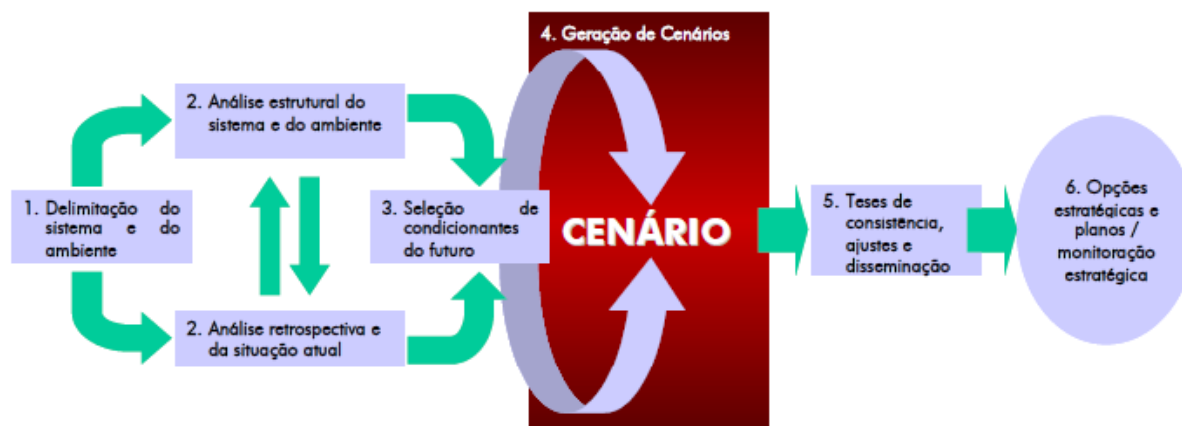 4. Geração de Cenários
2. Análise estrutural do
sistema e do ambiente
1. Delimitação do
sistema e do
ambiente
3. Seleção de
condicionantes
do futuro
CENÁRIO
5. Teses de
consistência,
ajustes e
disseminação
6. Opções
estratégicas e
planos /
monitoração
estratégica
2. Análise retrospectiva e
da situação atual